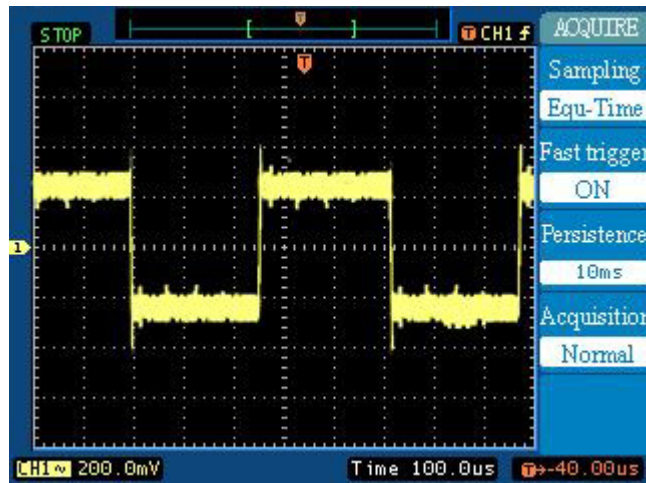 STOP
T
T CH1
ACQUIRE
T
Sampling
Equ-Time
Fast trigger
ON
1
Persistence
10ms
Acquisition
Normal
CH1~ 200.0mV
Time 100.0us
T→-40.00us